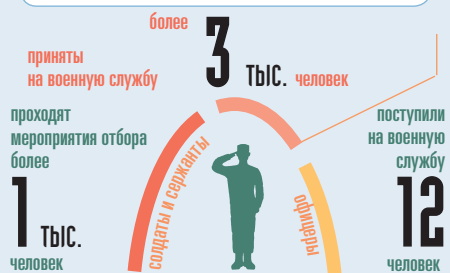 более
3 ТЫС. человек
приняты
на военную службу
проходят
мероприятия отбора
более
1 ТЫС.
человек
солдаты и сержанты
офицеры
поступили
на военную
службу
12
человек